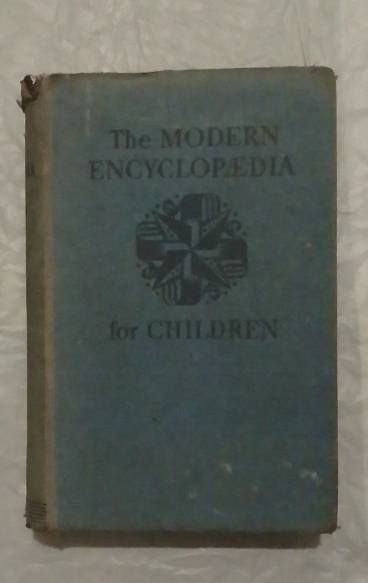 The MODERN
ENCYCLOPÆDIA
for CHILDREN